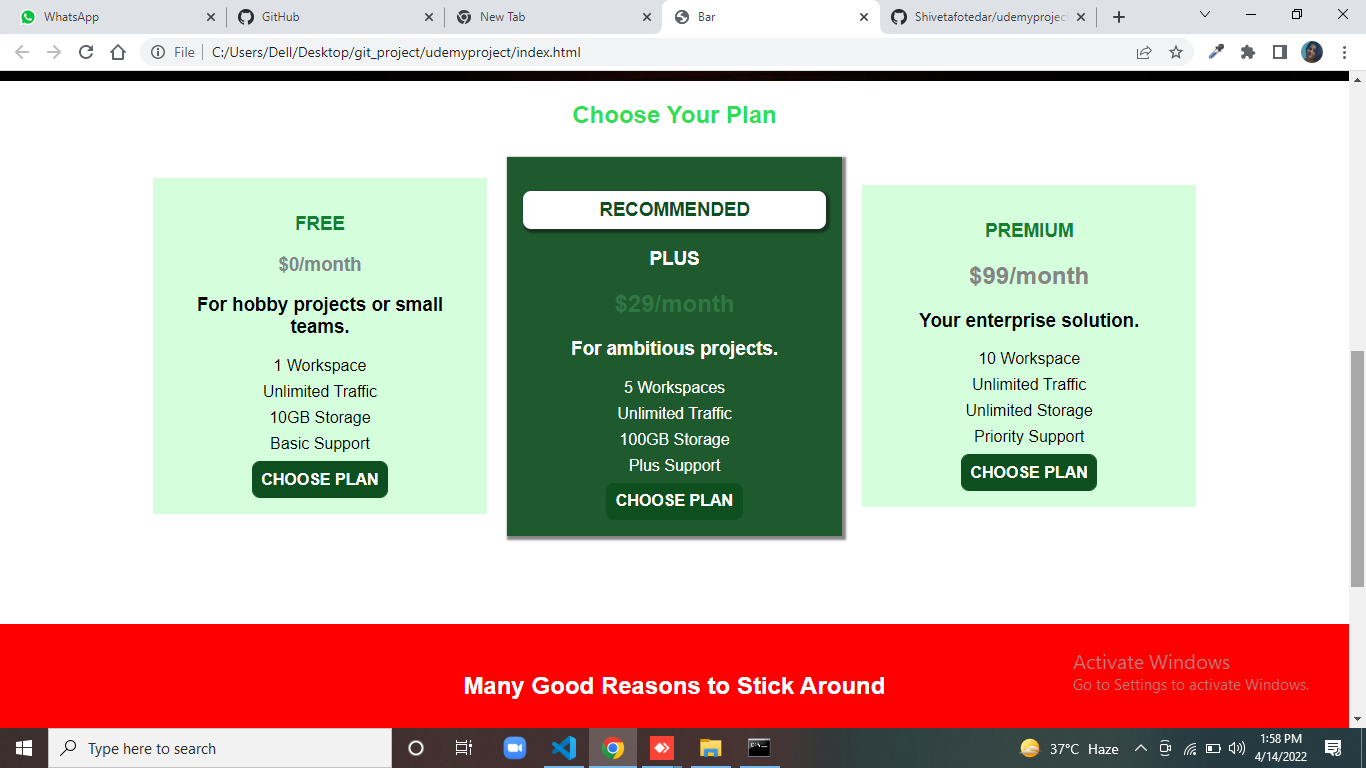 WhatsApp
GitHub
New Tab
Bar
Shivetafotedar/udemyproject
File
C:/Users/Dell/Desktop/git_project/udemyproject/index.html
Choose Your Plan
FREE
$0/month
For hobby projects or small
teams.
1 Workspace
Unlimited Traffic
10GB Storage
Basic Support
CHOOSE PLAN
RECOMMENDED
PLUS
$29/month
For ambitious projects.
5 Workspaces
Unlimited Traffic
100GB Storage
Plus Support
CHOOSE PLAN
PREMIUM
$99/month
Your enterprise solution.
10 Workspace
Unlimited Traffic
Unlimited Storage
Priority Support
CHOOSE PLAN
Many Good Reasons to Stick Around
Activate Windows
Go to Settings to activate Windows.
Type here to search
37°C Haze
1:58 PM
4/14/2022